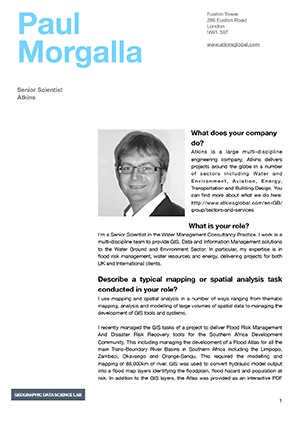 Paul
Morgalla
Euston Tower
286 Euston Road
London
NW1 3AT
www.atkinsglobal.com
Senior Scientist
Atkins
What does your company
do?
Atkins is a large multi-discipline
engineering company. Atkins delivers
projects around the globe in a number
of sectors including Water and
Environment, Aviation, Energy,
Transportation and Building Design. You
can find more about what we do here:
http://www.atkinsglobal.com/en-GB/
group/sectors-and-services
What is your role?
I'm a Senior Scientist in the Water Management Consultancy Practice. I work in a
multi-discipline team to provide GIS, Data and Information Management solutions
to the Water Ground and Environment Sector. In particular, my expertise is in
flood risk management, water resources and energy, delivering projects for both
UK and International clients.
Describe a typical mapping or spatial analysis task
conducted in your role?
I use mapping and spatial analysis in a number of ways ranging from thematic
mapping, analysis and modelling of large volumes of spatial data to managing the
development of GIS tools and systems.
I recently managed the GIS tasks of a project to deliver Flood Risk Management
And Disaster Risk Recovery tools for the Southern Africa Development
Community. This including managing the development of a Flood Atlas for all the
main Trans-Boundary River Basins in Southern Africa including the Limpopo,
Zambezi, Okavango and Orange-Senqu. This required the modelling and
mapping of 86,000km of river. GIS was used to convert hydraulic model output
into a flood map layers identifying the floodplain, flood hazard and population at
risk. In addition to the GIS layers, the Atlas was provided as an interactive PDF
GEOGRAPHIC DATA SCIENCE LAB
1